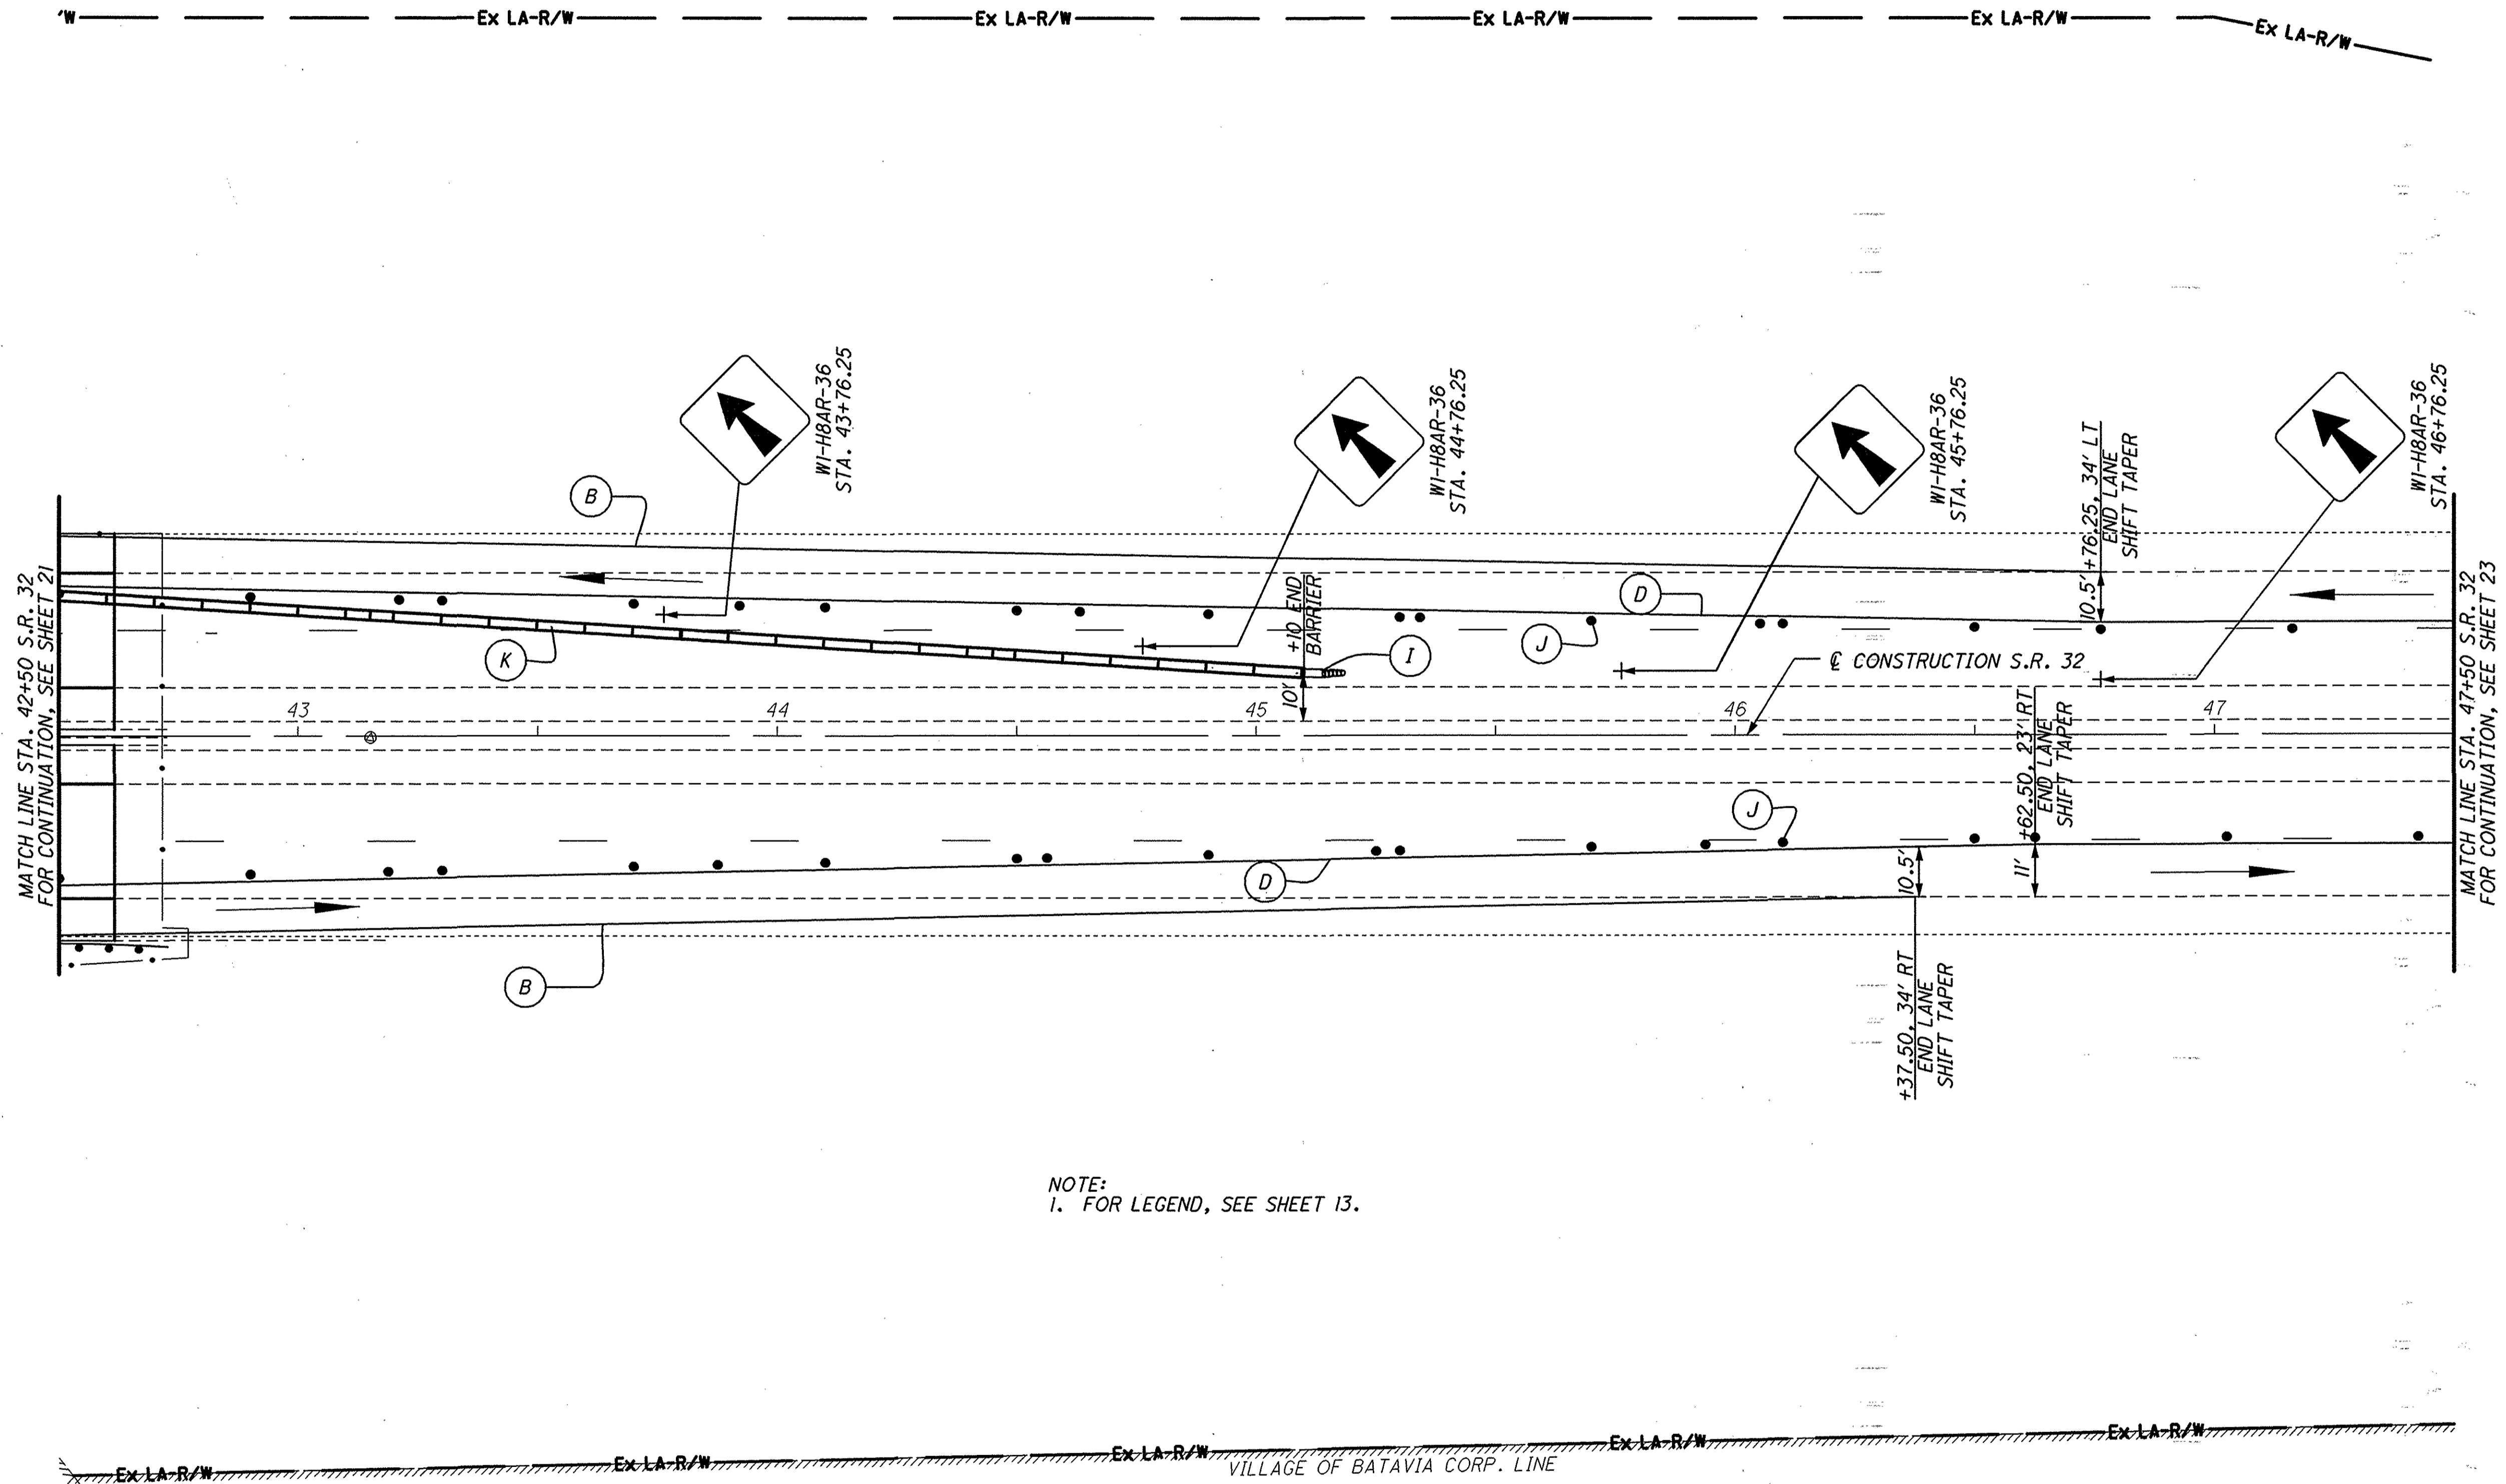 'W
Ex LA-R/W
Ex LA-R/W
Ex LA-R/W
Ex LA-R/W
Ex LA-R/W
W1-H8AR-36
STA. 43+76.25
W1-H8AR-36
STA. 44+76.25
W1-H8AR-36
STA. 45+76.25
W1-H8AR-36
STA. 46+76.25
+76.25, 34' LT
END LANE
SHIFT TAPER
10.5'
B
D
J
K
I
+10 END
BARRIER
10'
℄ CONSTRUCTION S.R. 32
MATCH LINE STA. 42+50 S.R. 32
FOR CONTINUATION, SEE SHEET 21
MATCH LINE STA. 47+50 S.R. 32
FOR CONTINUATION, SEE SHEET 23
43
44
45
46
47
+62.50, 23' RT
END LANE
SHIFT TAPER
J
D
10.5'
11'
B
+37.50, 34' RT
END LANE
SHIFT TAPER
NOTE:
1. FOR LEGEND, SEE SHEET 13.
Ex LA-R/W
Ex LA-R/W
Ex LA-R/W
Ex LA-R/W
Ex LA-R/W
VILLAGE OF BATAVIA CORP. LINE